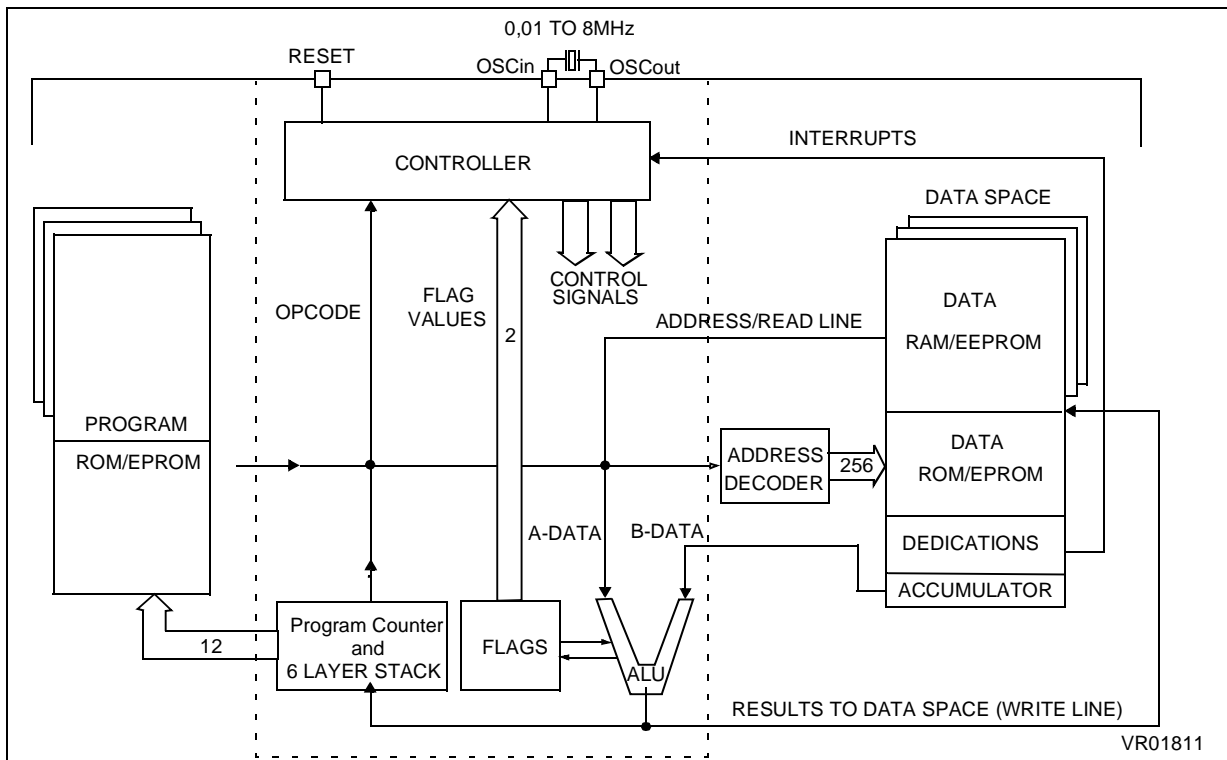 0,01 TO 8MHz
RESET
OSCin
OSCout
INTERRUPTS
CONTROLLER
DATA SPACE
CONTROL
SIGNALS
OPCODE
FLAG
VALUES
2
ADDRESS/READ LINE
DATA
RAM/EEPROM
PROGRAM
ROM/EPROM
ADDRESS
DECODER
256
DATA
ROM/EPROM
A-DATA
B-DATA
DEDICATIONS
ACCUMULATOR
12
Program Counter
and
6 LAYER STACK
FLAGS
ALU
RESULTS TO DATA SPACE (WRITE LINE)
VR01811